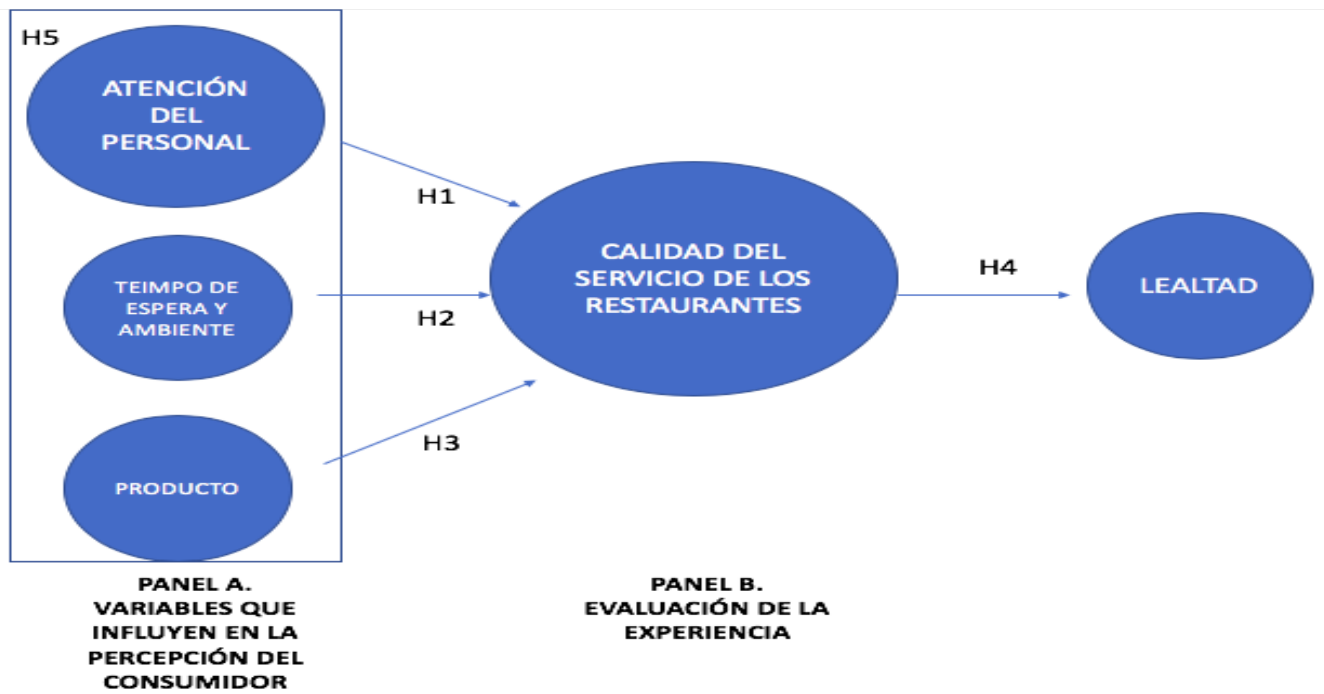 H5
ATENCIÓN
DEL
PERSONAL
H1
TEIMPO DE
ESPERA Y
AMBIENTE
H2
PRODUCTO
H3
CALIDAD DEL
SERVICIO DE LOS
RESTAURANTES
H4
LEALTAD
PANEL A.
VARIABLES QUE
INFLUYEN EN LA
PERCEPCIÓN DEL
CONSUMIDOR
PANEL B.
EVALUACIÓN DE LA
EXPERIENCIA